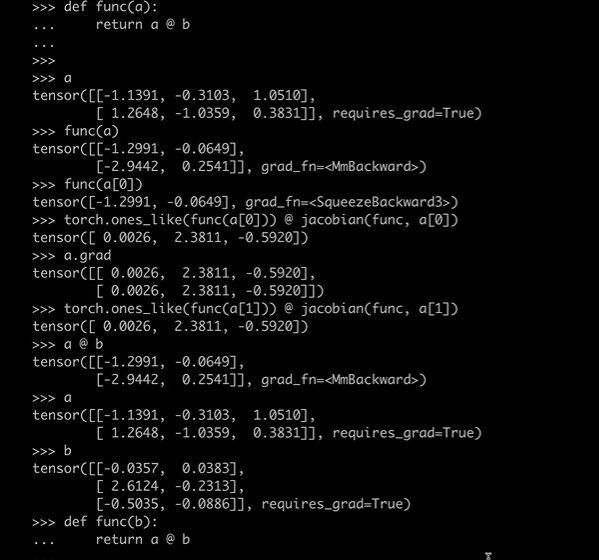 >>> def func(a):
...     return a @ b
...
>>>
>>> a
tensor([[-1.1391, -0.3103,  1.0510],
        [ 1.2648, -1.0359,  0.3831]], requires_grad=True)
>>> func(a)
tensor([[-1.2991, -0.0649],
        [-2.9442,  0.2541]], grad_fn=<MmBackward>)
>>> func(a[0])
tensor([-1.2991, -0.0649], grad_fn=<SqueezeBackward3>)
>>> torch.ones_like(func(a[0])) @ jacobian(func, a[0])
tensor([ 0.0026,  2.3811, -0.5920])
>>> a.grad
tensor([[ 0.0026,  2.3811, -0.5920],
        [ 0.0026,  2.3811, -0.5920]])
>>> torch.ones_like(func(a[1])) @ jacobian(func, a[1])
tensor([ 0.0026,  2.3811, -0.5920])
>>> a @ b
tensor([[-1.2991, -0.0649],
        [-2.9442,  0.2541]], grad_fn=<MmBackward>)
>>> a
tensor([[-1.1391, -0.3103,  1.0510],
        [ 1.2648, -1.0359,  0.3831]], requires_grad=True)
>>> b
tensor([[-0.0357,  0.0383],
        [ 2.6124, -0.2313],
        [-0.5035, -0.0886]], requires_grad=True)
>>> def func(b):
...     return a @ b